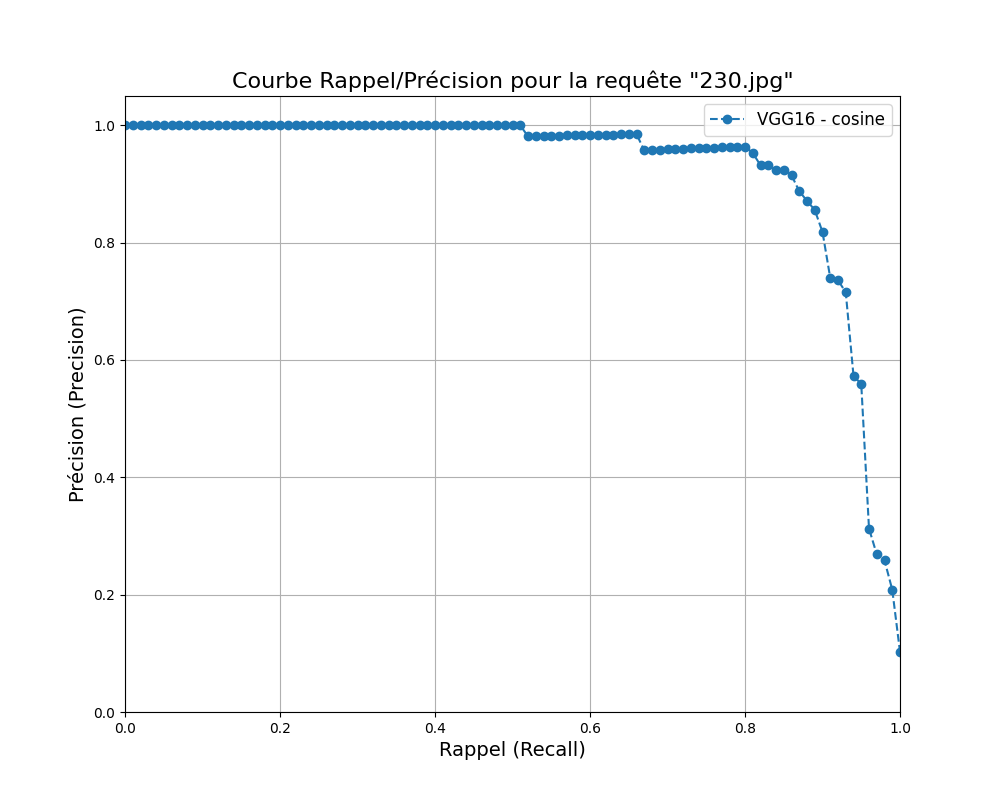 Courbe Rappel/Précision pour la requête "230.jpg"
VGG16 - cosine
Précision (Precision)
1.0
0.8
0.6
0.4
0.2
0.0
0.0 0.2 0.4 0.6 0.8 1.0
Rappel (Recall)